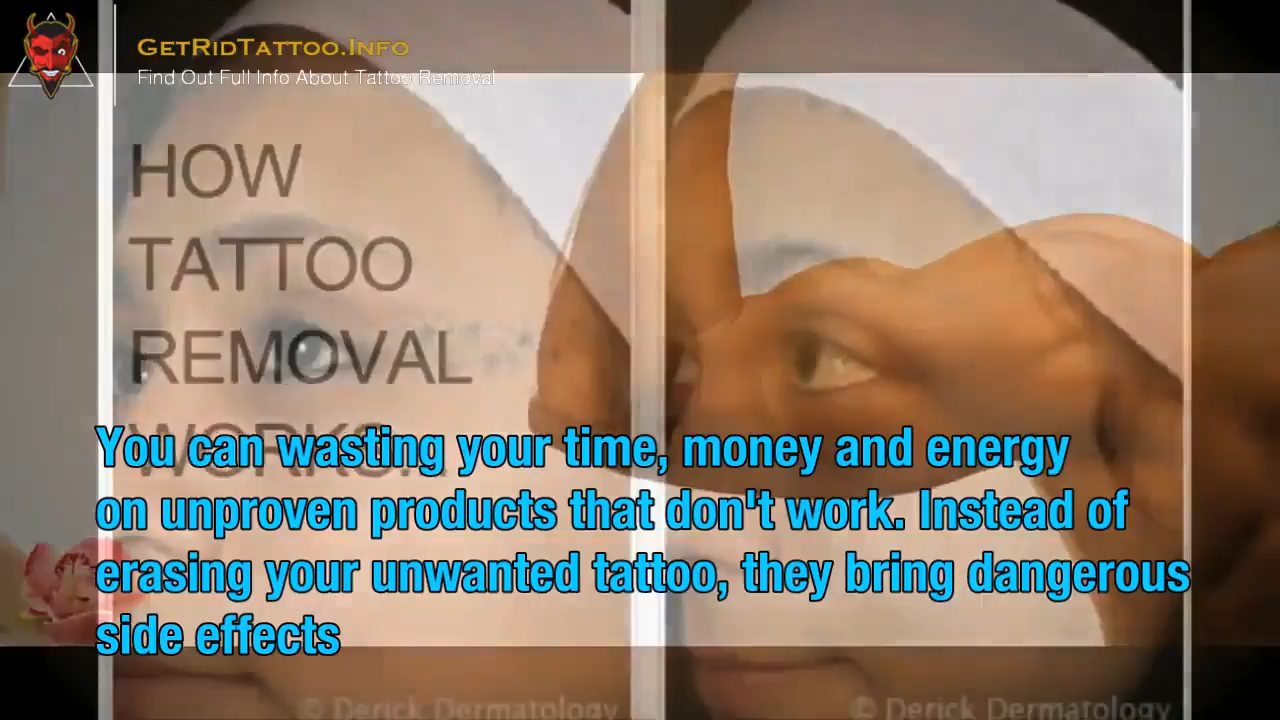 GetRidTattoo.Info
Find Out Full Info About Tattoo Removal
HOW
TATTOO
REMOVAL
WORKS
You can wasting your time, money and energy
on unproven products that don't work. Instead of
erasing your unwanted tattoo, they bring dangerous
side effects
© Derick Dermatology
© Derick Dermatology